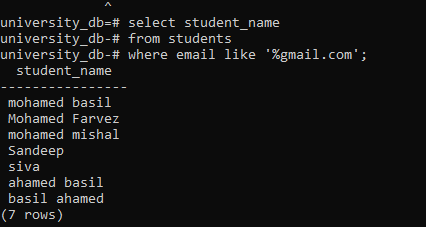 ^
university_db=# select student_name
university_db-# from students
university_db-# where email like '%gmail.com';
student_name
----------------
mohamed basil
Mohamed Farvez
mohamed mishal
Sandeep
siva
ahamed basil
basil ahamed
(7 rows)